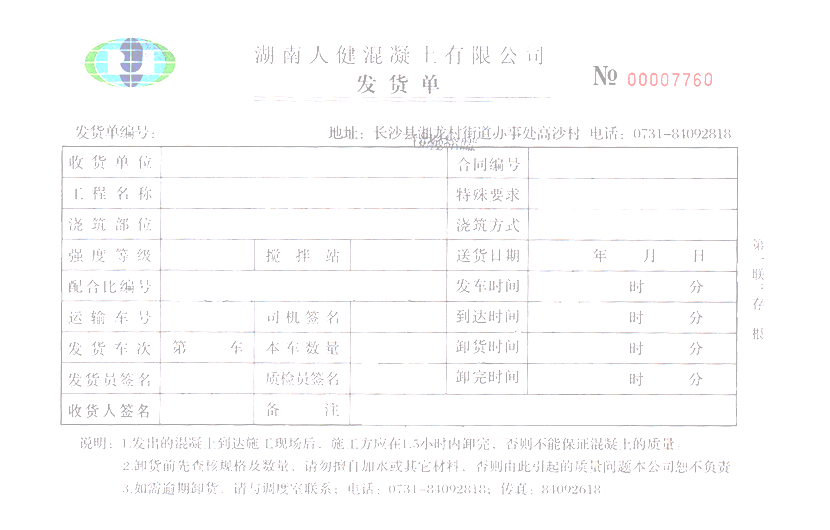 湖南人健混凝土有限公司
发货单
№ 00007760
发货单编号:
地址: 长沙县湘龙村街道办事处高沙村 电话: 0731-84092818
收货单位 合同编号
工程名称 特殊要求
浇筑部位 浇筑方式
强度等级 搅拌站 送货日期 年 月 日
配合比编号 发车时间 时 分
运输车号 司机签名 到达时间 时 分
发货车次 第 车 本车数量 卸货时间 时 分
发货员签名 质检员签名 卸完时间 时 分
收货人签名 备注
第一联:存根
说明: 1.发出的混凝土到达施工现场后, 施工方应在1.5小时内卸完, 否则不能保证混凝土的质量.
2.卸货前先查核规格及数量, 请勿擅自加水或其它材料, 否则由此引起的质量问题本公司恕不负责
3.如需逾期卸货, 请与调度室联系; 电话: 0731-84092818; 传真: 84092618